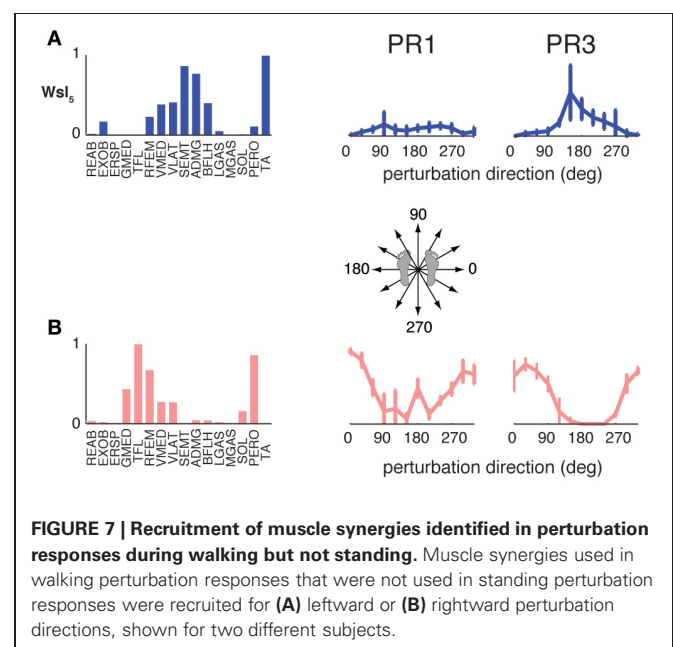 A
PR1
PR3
1
WsI5
0
REAB
EXOB
ERSP
GMED
TFL
RFEM
VMED
VLAT
SEMT
ADMG
BFLH
LGAS
MGAS
SOL
PERO
TA
0 90 180 270
0 90 180 270
perturbation direction (deg)
90
180
0
270
B
1
0
REAB
EXOB
ERSP
GMED
TFL
RFEM
VMED
VLAT
SEMT
ADMG
BFLH
LGAS
MGAS
SOL
PERO
TA
0 90 180 270
0 90 180 270
perturbation direction (deg)
FIGURE 7 | Recruitment of muscle synergies identified in perturbation
responses during walking but not standing. Muscle synergies used in
walking perturbation responses that were not used in standing perturbation
responses were recruited for (A) leftward or (B) rightward perturbation
directions, shown for two different subjects.